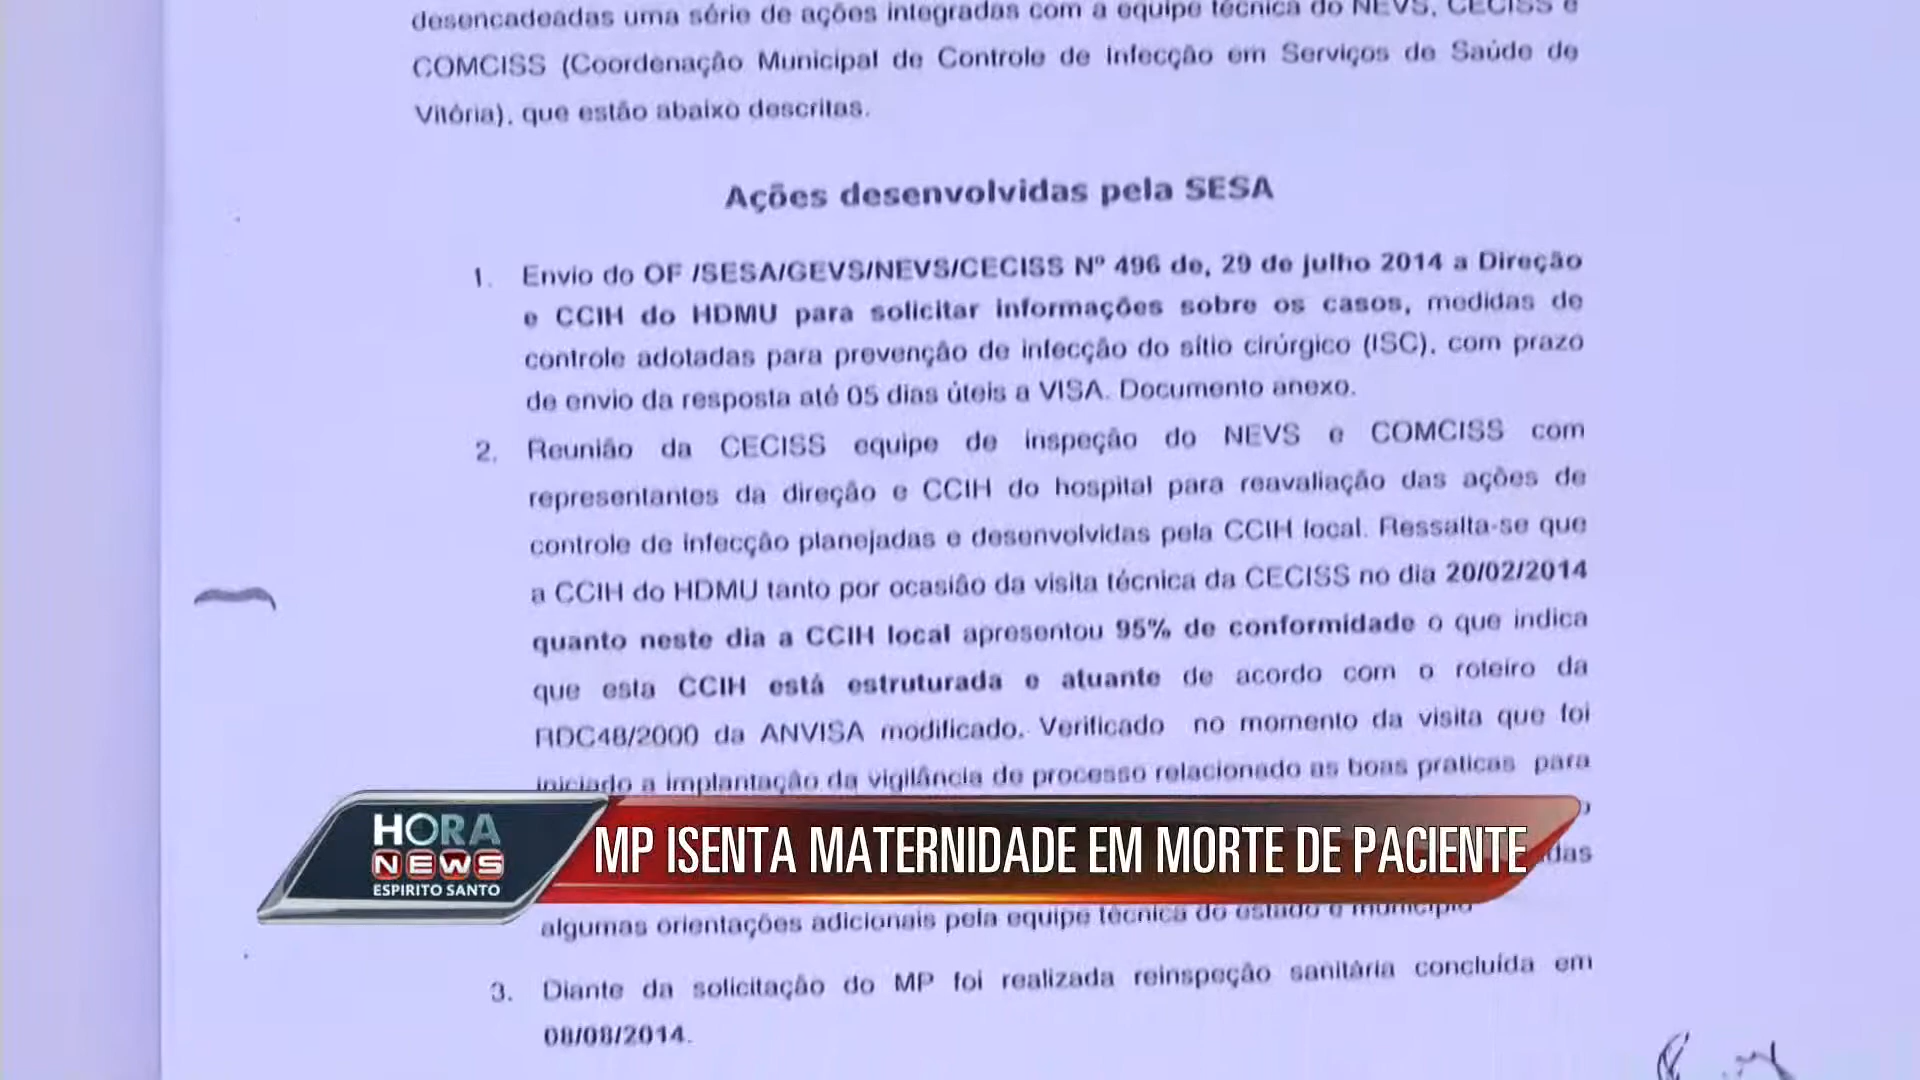 desencadeadas uma série de ações integradas com a equipe técnica do NEVS, CECISS e
COMCISS (Coordenação Municipal de Controle de Infecção em Serviços de Saúde de
Vitória), que estão abaixo descritas.
Ações desenvolvidas pela SESA
1. Envio do OF /SESA/GEVS/NEVS/CECISS Nº 496 de, 29 de julho 2014 a Direção
e CCIH do HDMU para solicitar informações sobre os casos, medidas de
controle adotadas para prevenção de infecção do sítio cirúrgico (ISC), com prazo
de envio da resposta até 05 dias úteis a VISA. Documento anexo.
2. Reunião da CECISS equipe de inspeção do NEVS e COMCISS com
representantes da direção e CCIH do hospital para reavaliação das ações de
controle de infecção planejadas e desenvolvidas pela CCIH local. Ressalta-se que
a CCIH do HDMU tanto por ocasião da visita técnica da CECISS no dia 20/02/2014
quanto neste dia a CCIH local apresentou 95% de conformidade o que indica
que esta CCIH está estruturada e atuante de acordo com o roteiro da
RDC48/2000 da ANVISA modificado. Verificado no momento da visita que foi
iniciado a implantação da vigilância de processo relacionado as boas praticas para
HORA
NEWS
ESPIRITO SANTO
MP ISENTA MATERNIDADE EM MORTE DE PACIENTE
algumas orientações adicionais pela equipe técnica do estado e município
3. Diante da solicitação do MP foi realizada reinspeção sanitária concluída em
08/08/2014.